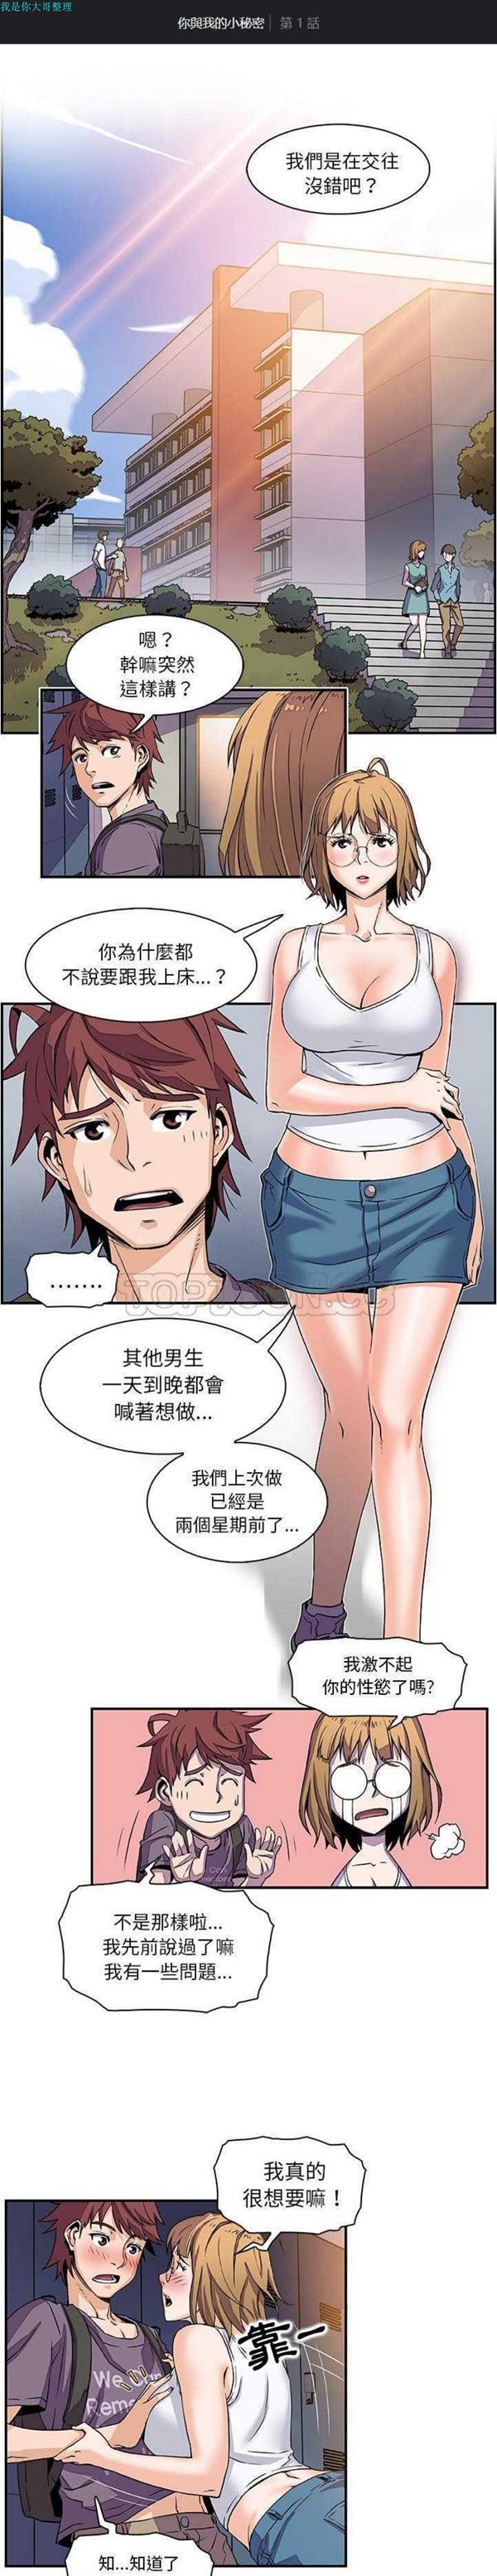 我是你大哥整理
你與我的小秘密 | 第 1 話
我們是在交往
沒錯吧？
嗯？
幹嘛突然
這樣講？
你為什麼都
不說要跟我上床...？
.......
TOPTOON.CC
其他男生
一天到晚都會
喊著想做...
我們上次做
已經是
兩個星期前了...
我激不起
你的性慾了嗎?
Can
不是那樣啦...
我先前說過了嘛
我有一些問題...
我真的
很想要嘛！
靠一
We Can
Reme
知...知道了